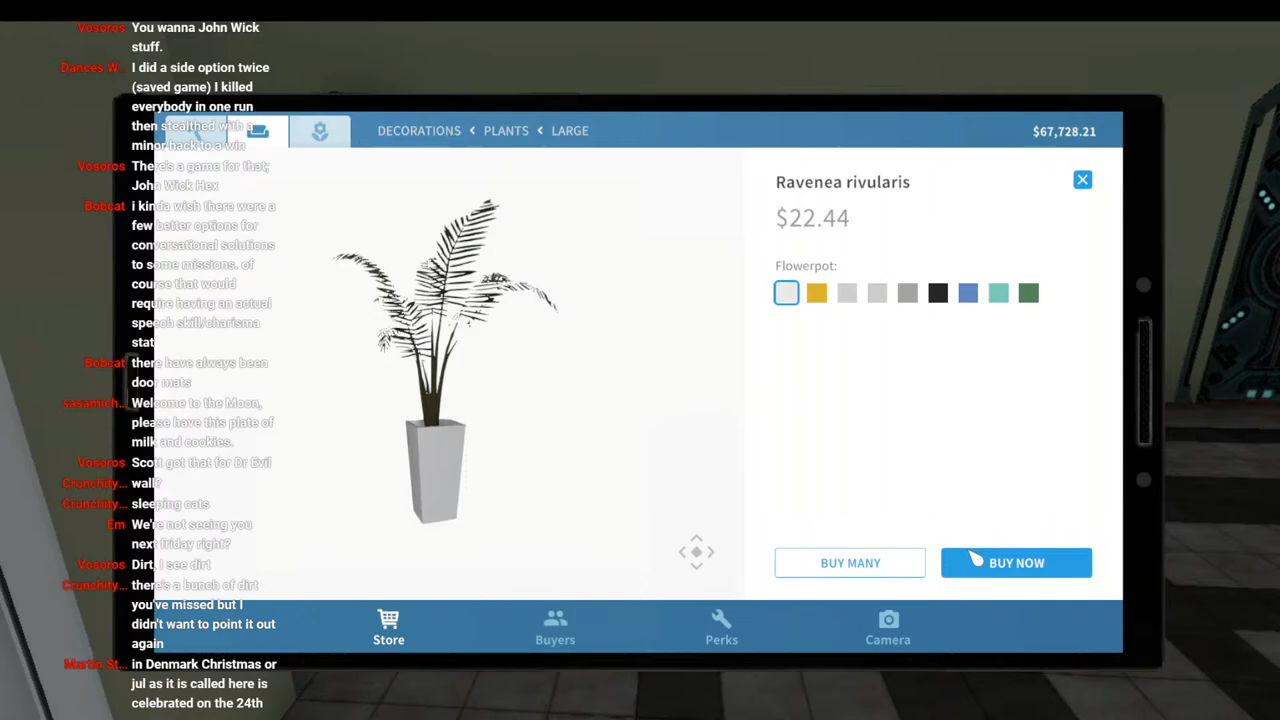 Vosoros You wanna John Wick
stuff.
Dances W... I did a side option twice
(saved game) I killed
everybody in one run
then stealthed with a
minor hack to a win
Vosoros There's a game for that;
John Wick Hex
Bobcat i kinda wish there were a
few better options for
conversational solutions
to some missions. of
course that would
require having an actual
speech skill/charisma
stat
Bobcat there have always been
door mats
sasamich... Welcome to the Moon,
please have this plate of
milk and cookies.
Vosoros Scott got that for Dr Evil
Crunchity... wall?
Crunchity... sleeping cats
Em We're not seeing you
next friday right?
Vosoros Dirt, I see dirt
Crunchity... there's a bunch of dirt
you've missed but I
didn't want to point it out
again
Martin St... in Denmark Christmas or
jul as it is called here is
celebrated on the 24th
DECORATIONS < PLANTS < LARGE
$67,728.21
Ravenea rivularis
$22.44
Flowerpot:
BUY MANY
BUY NOW
Store
Buyers
Perks
Camera